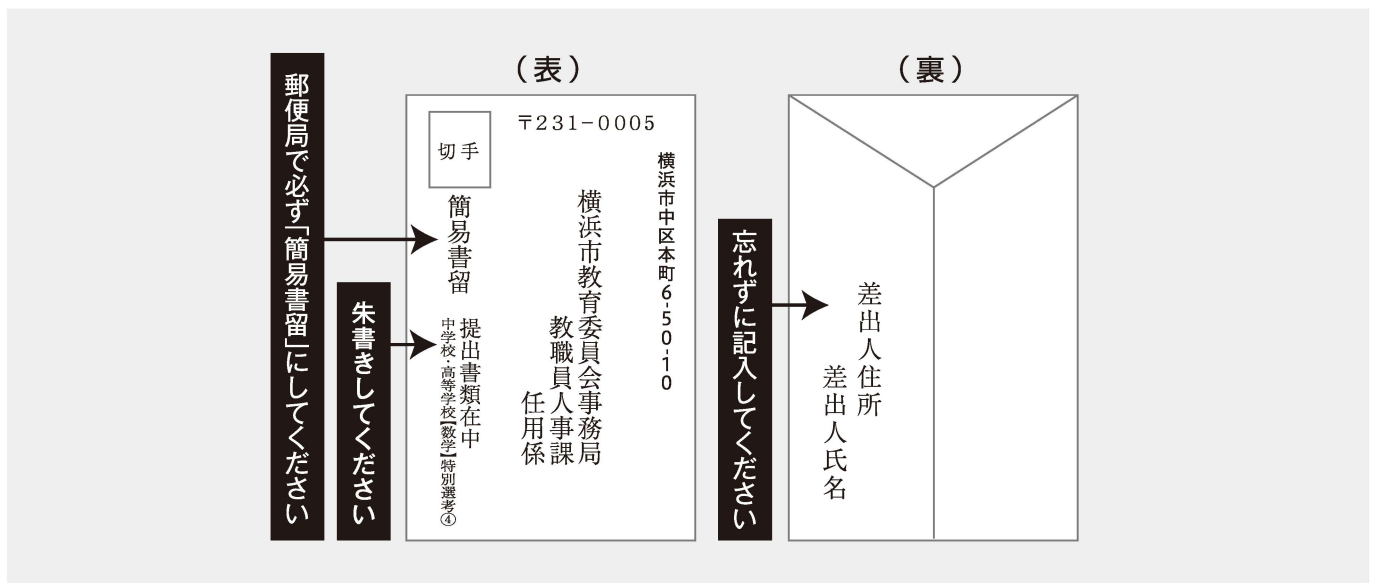 (表)
〒231-0005
横浜市中区本町6-50-10
横浜市教育委員会事務局
教職員人事課
任用係
切手
簡易書留
提出書類在中
中学校・高等学校【数学】特別選考④
郵便局で必ず「簡易書留」にしてください
朱書きしてください
(裏)
差出人住所
差出人氏名
忘れずに記入してください